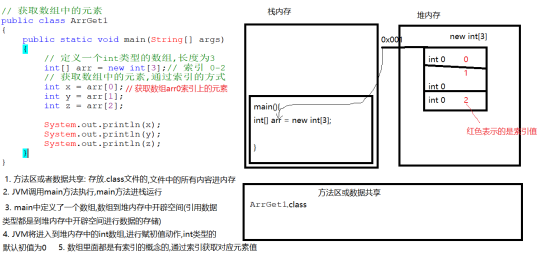 // 获取数组中的元素
public class ArrGet1
{
public static void main(String[] args)
{
// 定义一个int类型的数组,长度为3
int[] arr = new int[3];// 索引 0-2
// 获取数组中的元素,通过索引的方式
int x = arr[0]; // 获取数组arr0索引上的元素
int y = arr[1];
int z = arr[2];
System.out.println(x);
System.out.println(y);
System.out.println(z);
}
}
1. 方法区或者数据共享: 存放.class文件的,文件中的所有内容进内存
2. JVM调用main方法执行,main方法进栈运行
3. main中定义了一个数组,数组到堆内存中开辟空间(引用数据
类型都是到堆内存中开辟空间进行数据的存储)
4. JVM将进入到堆内存中的int数组,进行赋初值动作,int类型的
默认初值为0
5. 数组里面都是有索引的概念的,通过索引获取对应元素值
栈内存
main(){
int[] arr = new int[3];
}
0x001
堆内存
new int[3]
int 0 0
1
int 0
int 0 2
红色表示的是索引值
方法区或数据共享
ArrGet1.class